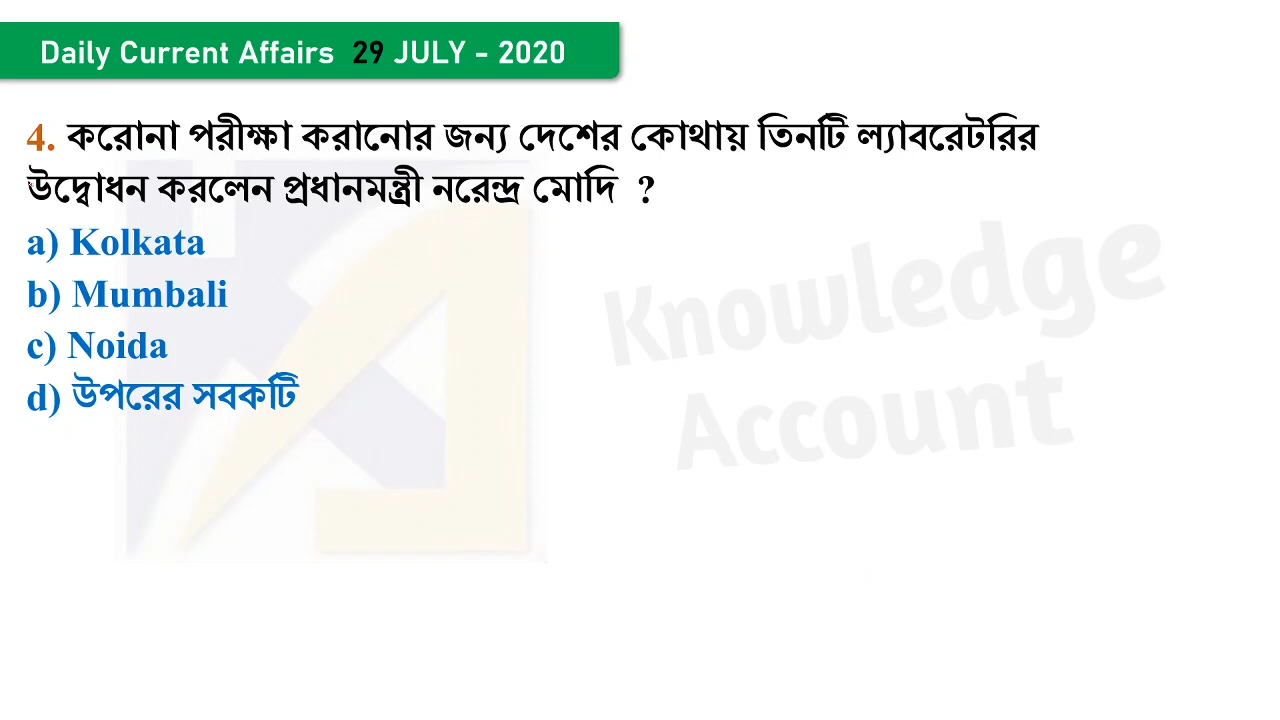 Daily Current Affairs 29 JULY - 2020
4. করোনা পরীক্ষা করানোর জন্য দেশের কোথায় তিনটি ল্যাবরেটরির
উদ্বোধন করলেন প্রধানমন্ত্রী নরেন্দ্র মোদি ?
a) Kolkata
b) Mumbali
c) Noida
d) উপরের সবকটি
Knowledge
Account